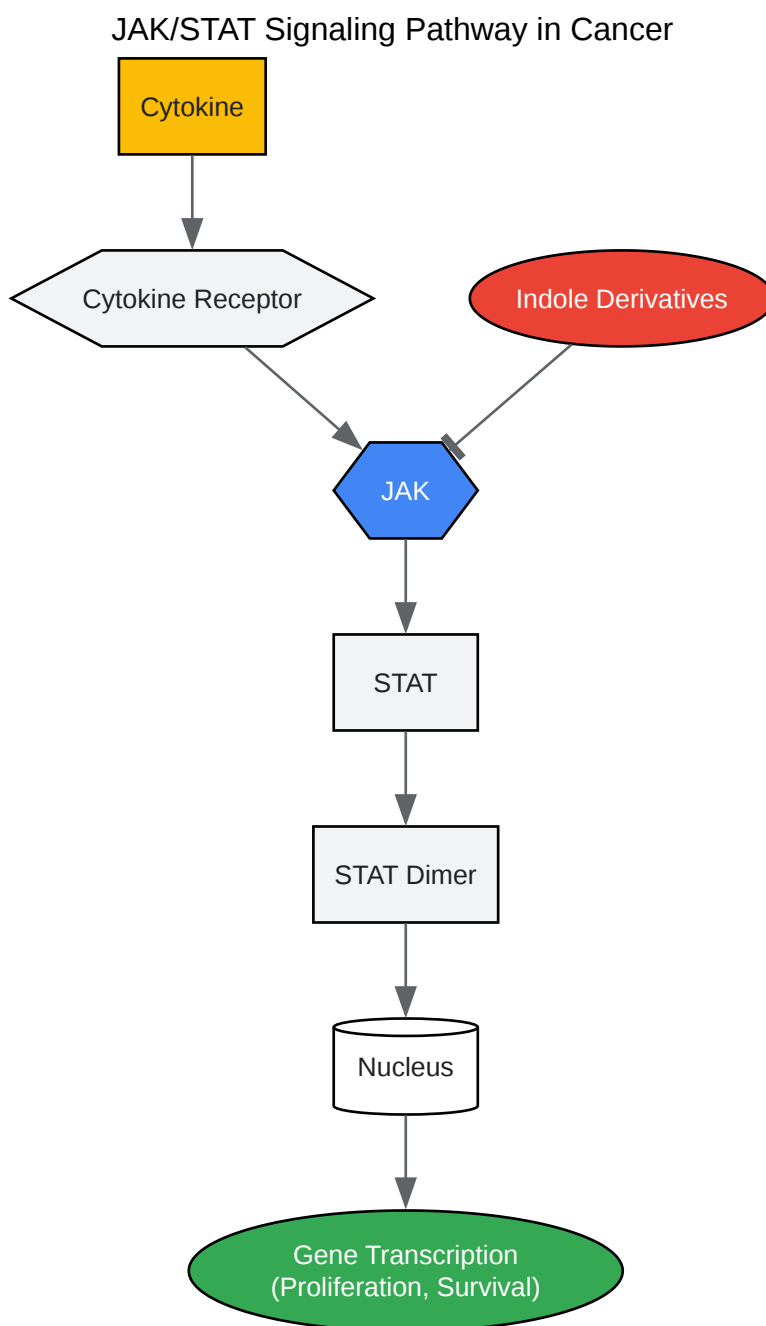 JAK/STAT Signaling Pathway in Cancer
Cytokine
Cytokine Receptor
Indole Derivatives
JAK
STAT
STAT Dimer
Nucleus
Gene Transcription
(Proliferation, Survival)